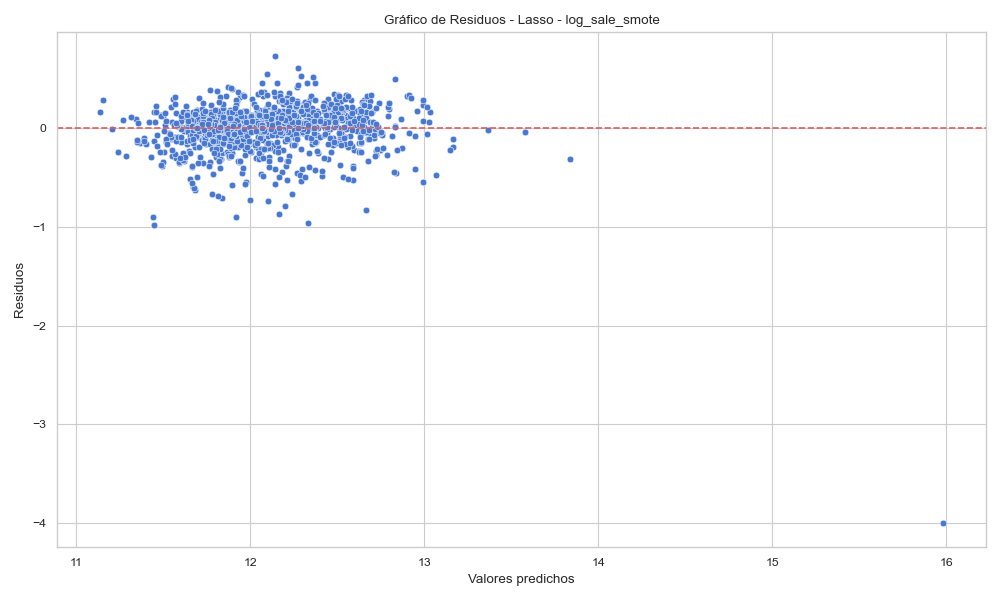 Gráfico de Residuos - Lasso - log_sale_smote
Residuos
0
−1
−2
−3
−4
11 12 13 14 15 16
Valores predichos